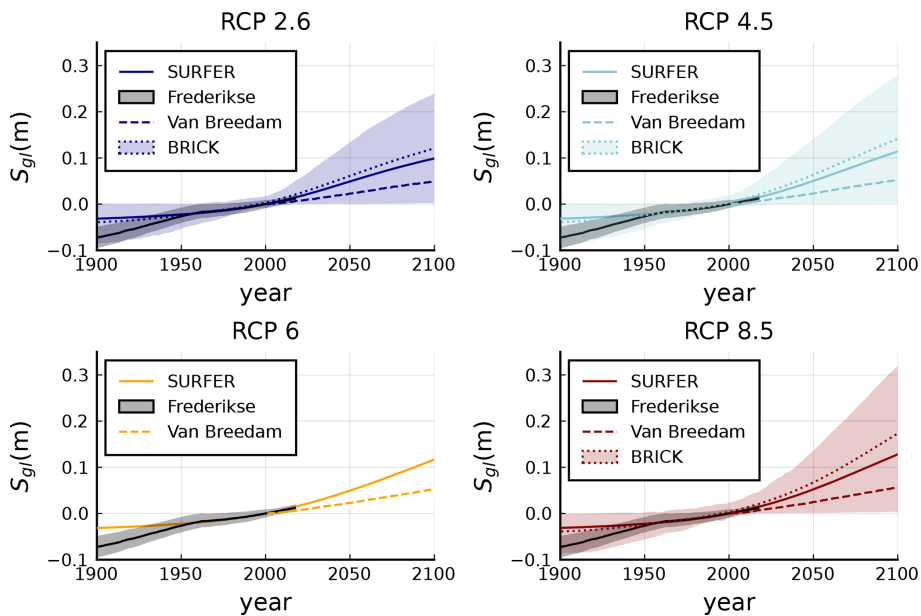 RCP 2.6
S_gl(m)
0.3
0.2
0.1
0.0
−0.1
SURFER
Frederikse
Van Breedam
BRICK
1900 1950 2000 2050 2100
year
RCP 4.5
S_gl(m)
0.3
0.2
0.1
0.0
−0.1
SURFER
Frederikse
Van Breedam
BRICK
1900 1950 2000 2050 2100
year
RCP 6
S_gl(m)
0.3
0.2
0.1
0.0
−0.1
SURFER
Frederikse
Van Breedam
1900 1950 2000 2050 2100
year
RCP 8.5
S_gl(m)
0.3
0.2
0.1
0.0
−0.1
SURFER
Frederikse
Van Breedam
BRICK
1900 1950 2000 2050 2100
year